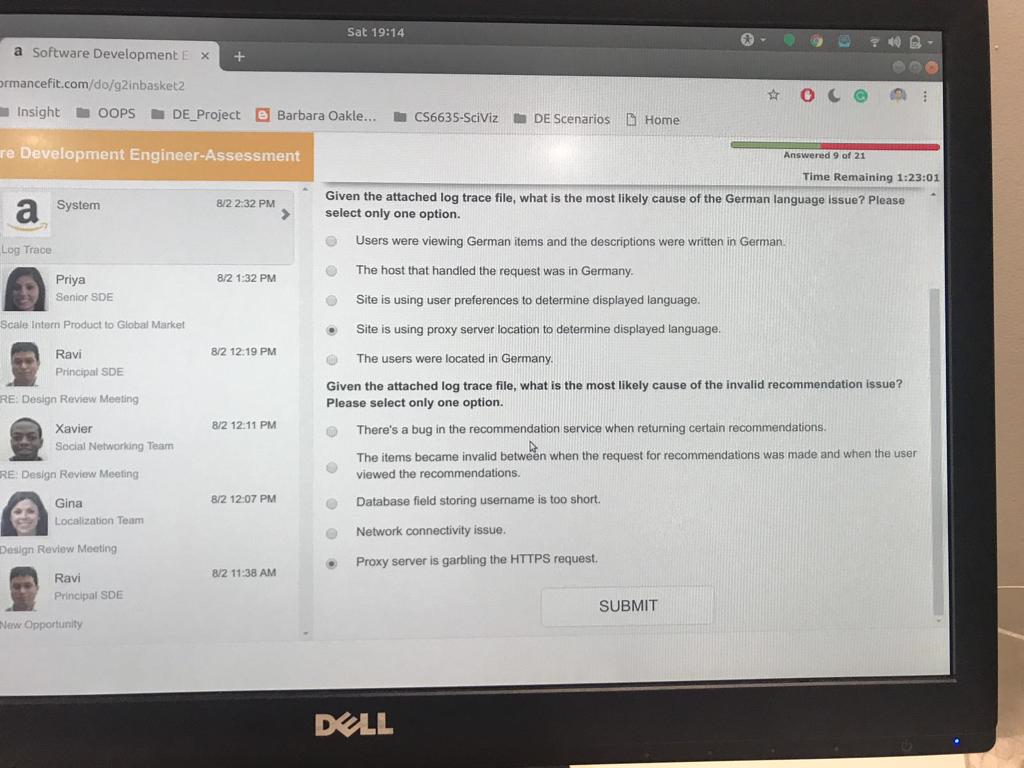 Sat 19:14
a Software Development E ×
+
ormancefit.com/do/g2inbasket2
Insight OOPS DE_Project Barbara Oakle... CS6635-SciViz DE Scenarios Home
re Development Engineer-Assessment
Answered 9 of 21
Time Remaining 1:23:01
a System 8/2 2:32 PM
Log Trace
Priya 8/2 1:32 PM
Senior SDE
Scale Intern Product to Global Market
Ravi 8/2 12:19 PM
Principal SDE
RE: Design Review Meeting
Xavier 8/2 12:11 PM
Social Networking Team
RE: Design Review Meeting
Gina 8/2 12:07 PM
Localization Team
Design Review Meeting
Ravi 8/2 11:38 AM
Principal SDE
New Opportunity
Given the attached log trace file, what is the most likely cause of the German language issue? Please
select only one option.
Users were viewing German items and the descriptions were written in German.
The host that handled the request was in Germany.
Site is using user preferences to determine displayed language.
Site is using proxy server location to determine displayed language.
The users were located in Germany.
Given the attached log trace file, what is the most likely cause of the invalid recommendation issue?
Please select only one option.
There's a bug in the recommendation service when returning certain recommendations.
The items became invalid between when the request for recommendations was made and when the user
viewed the recommendations.
Database field storing username is too short.
Network connectivity issue.
Proxy server is garbling the HTTPS request.
SUBMIT
DELL